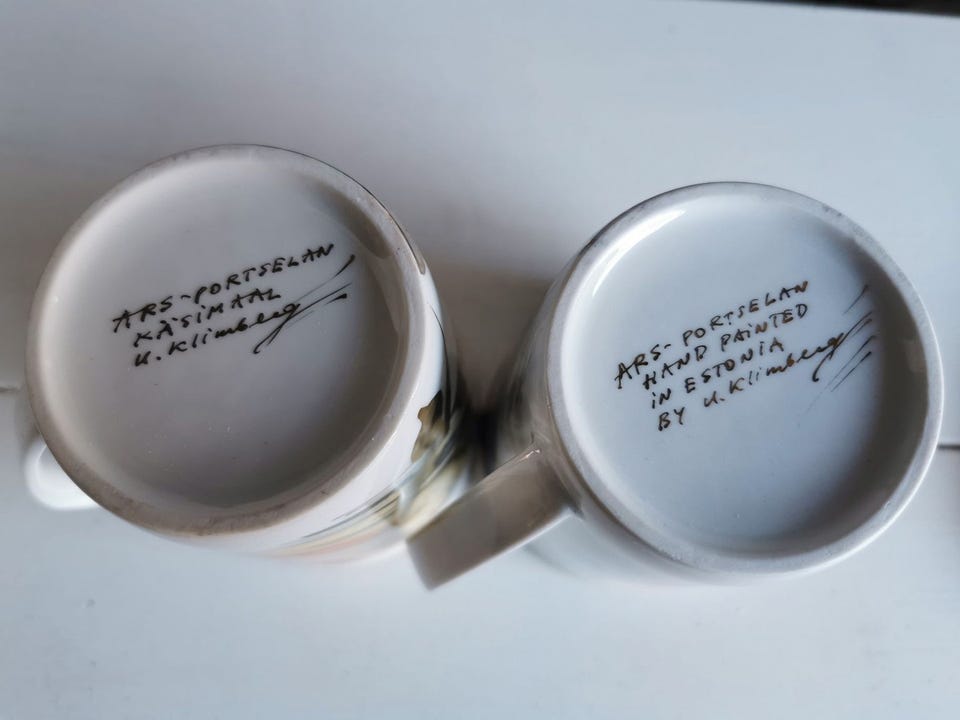 ARS-PORTSELAN
KÄSIMAAL
U. Klimberg
ARS-PORTSELAN
HAND PAINTED
IN ESTONIA
BY U. Klimberg